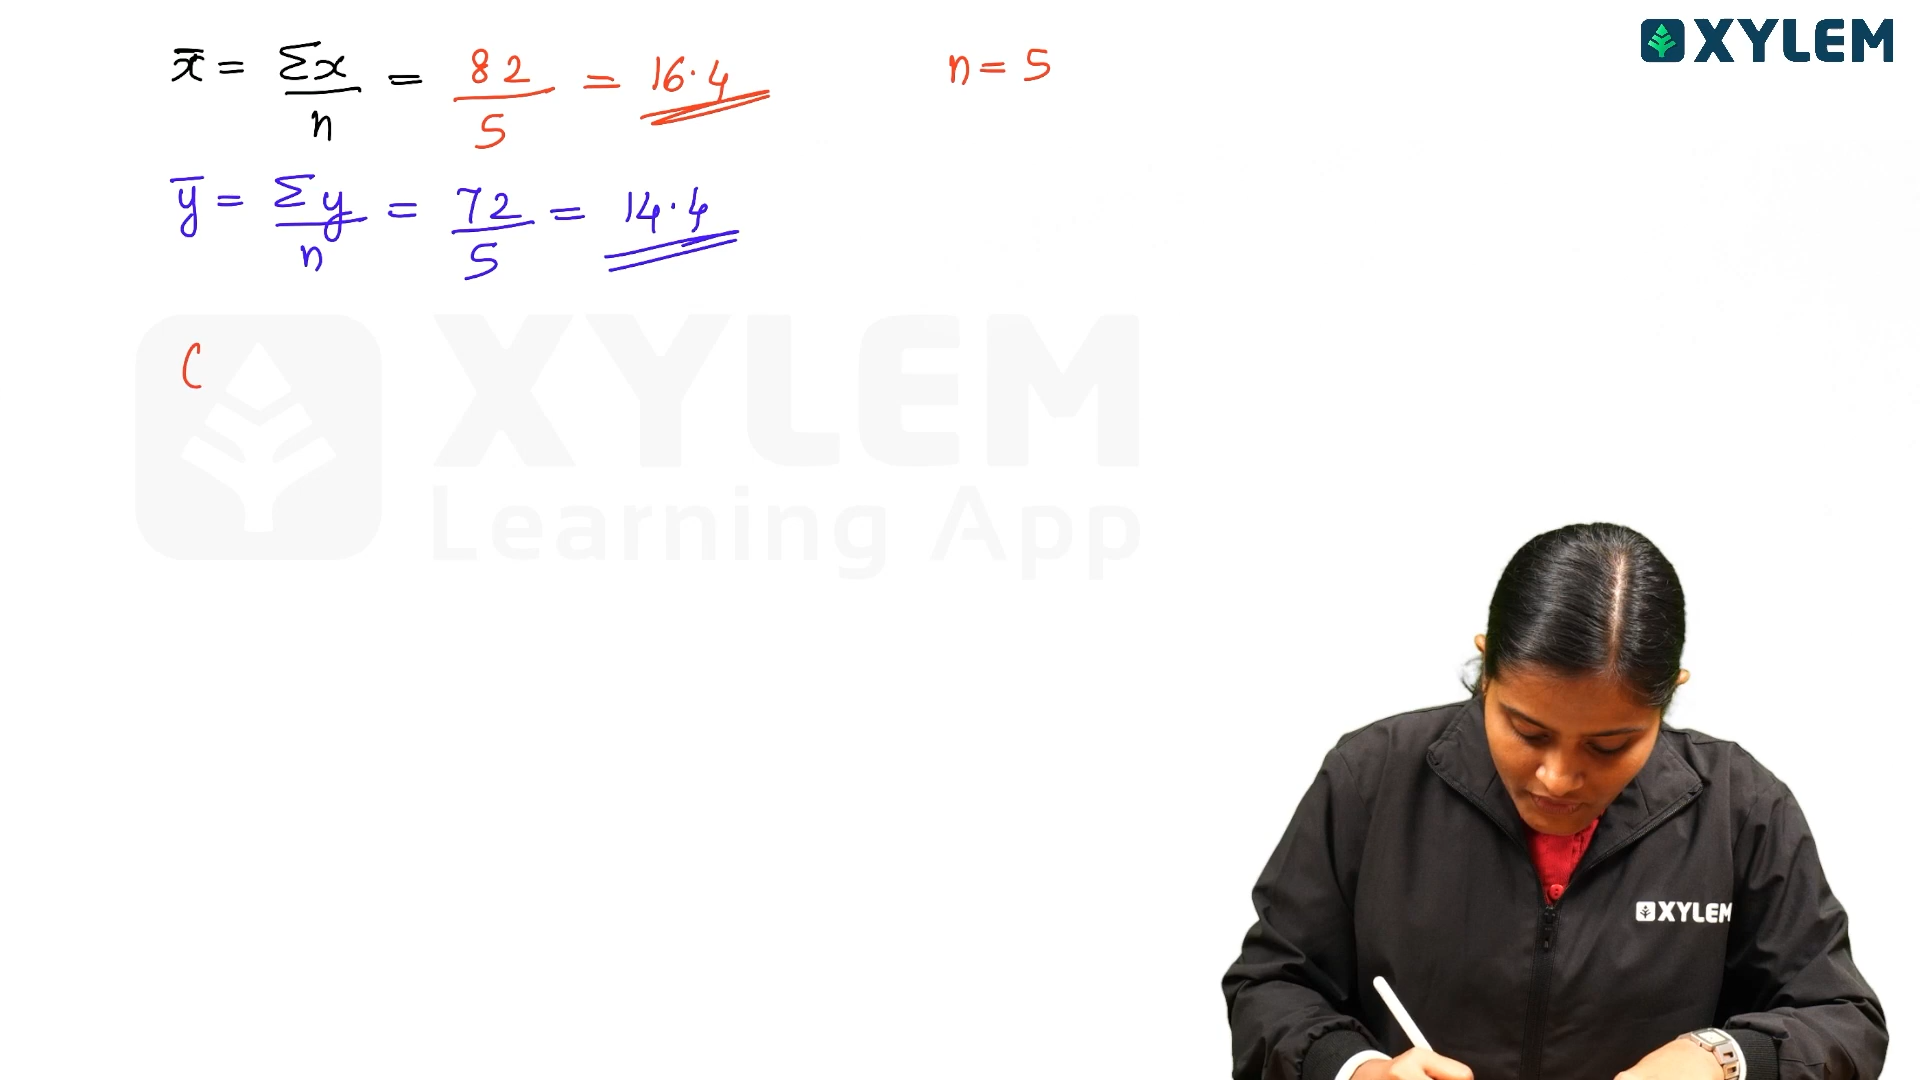 XYLEM
x̄ = Σx/n = 82/5 = 16.4 n = 5
ȳ = Σy/n = 72/5 = 14.4
(
XYLEM
Learning App
XYLEM